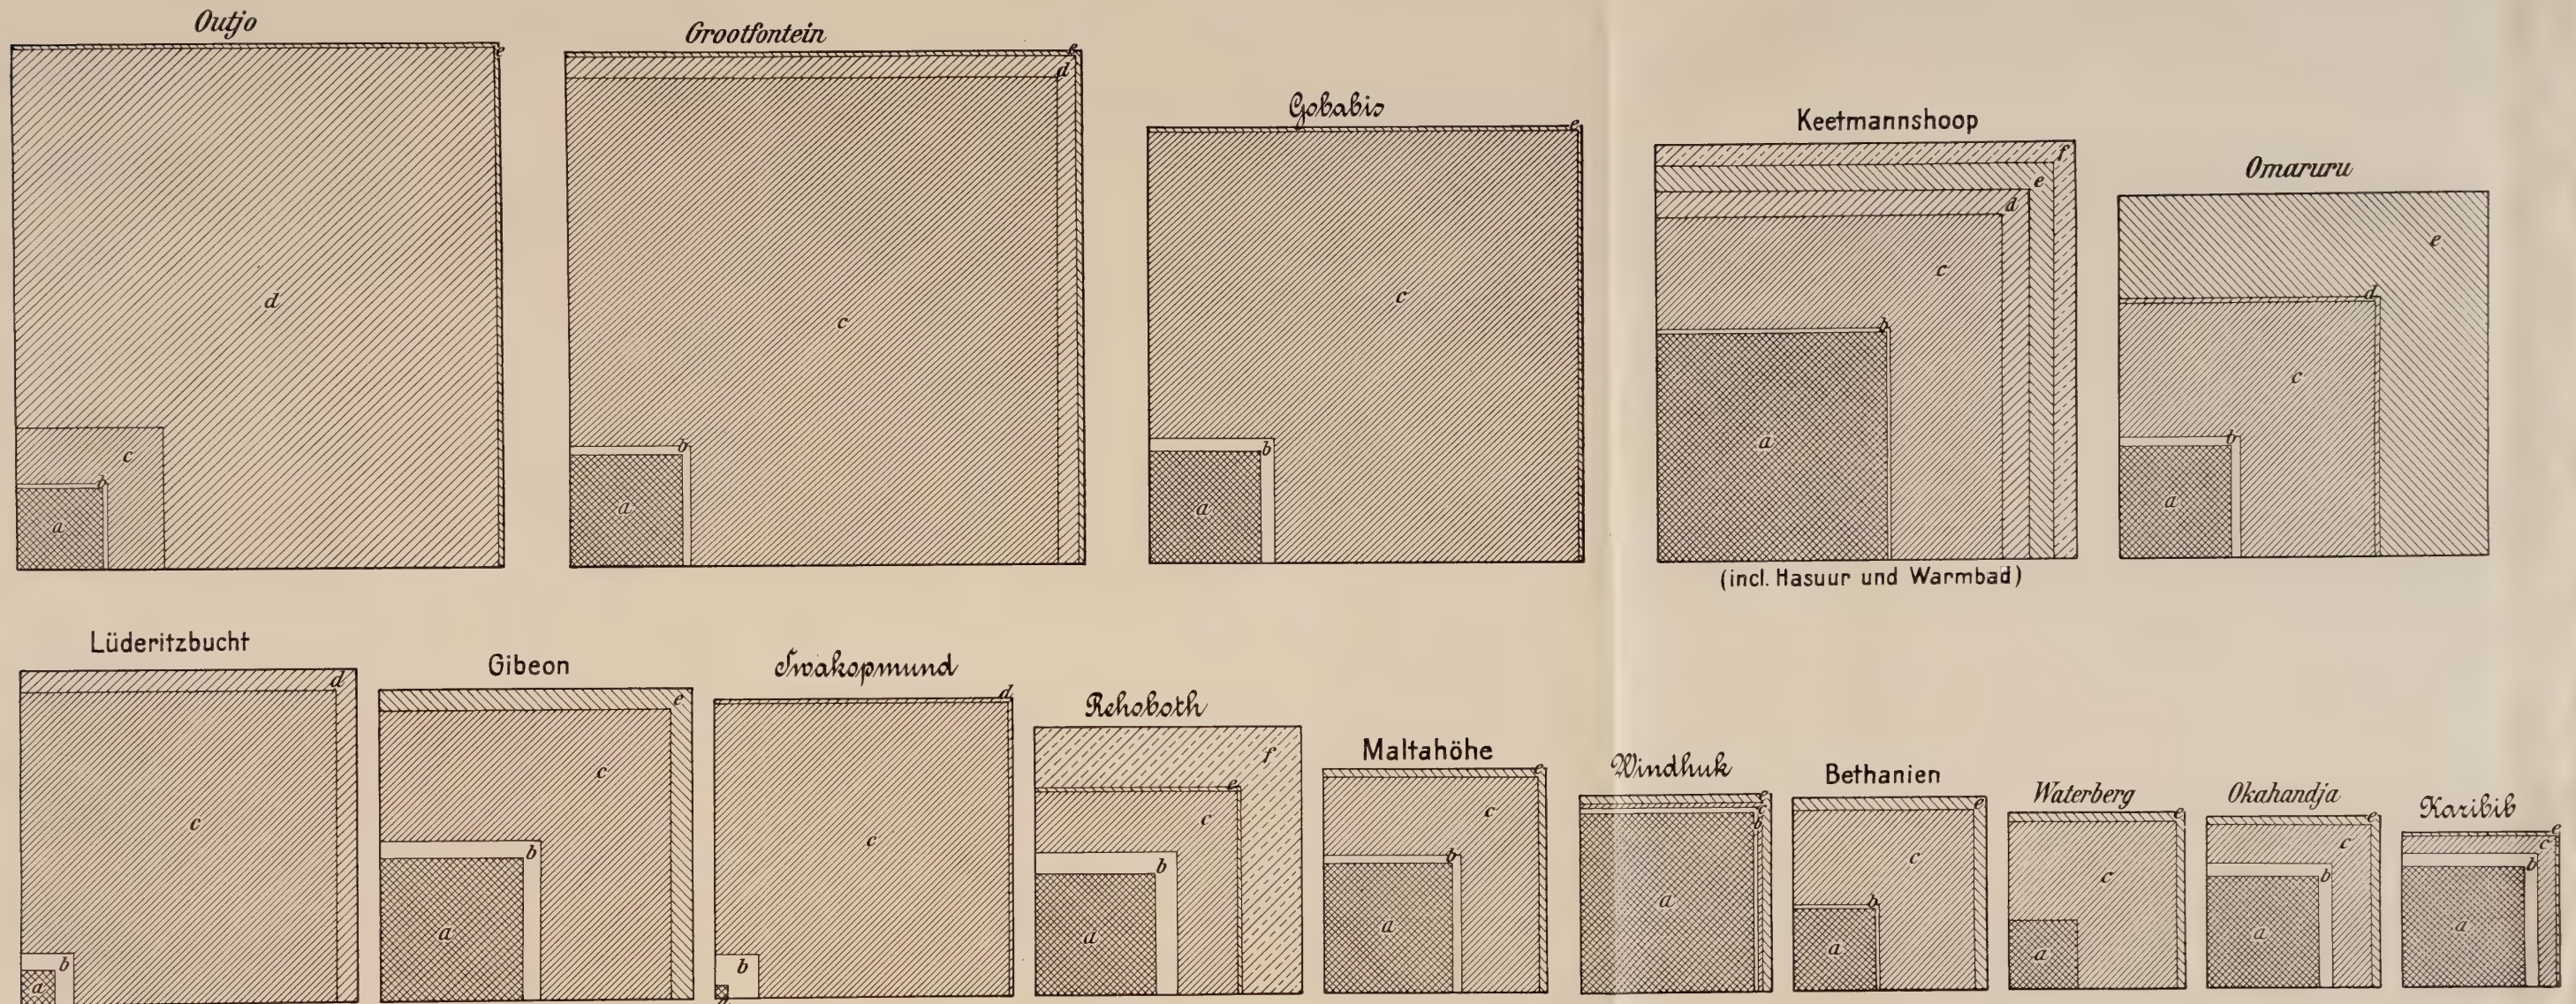 Outjo
e
d
c
b
a
Grootfontein
e
d
c
b
a
Gobabis
e
c
b
a
Keetmannshoop
f
e
d
c
b
a
(incl. Hasuur und Warmbad)
Omaruru
e
d
c
b
a
Lüderitzbucht
d
c
b
a
Gibeon
e
c
b
a
Swakopmund
d
c
b
a
Rehoboth
f
e
c
b
a
Maltahöhe
e
c
b
a
Windhuk
e
c
b
a
Bethanien
e
c
b
a
Waterberg
e
c
a
Okahandja
e
c
b
a
Karibib
e
c
b
a